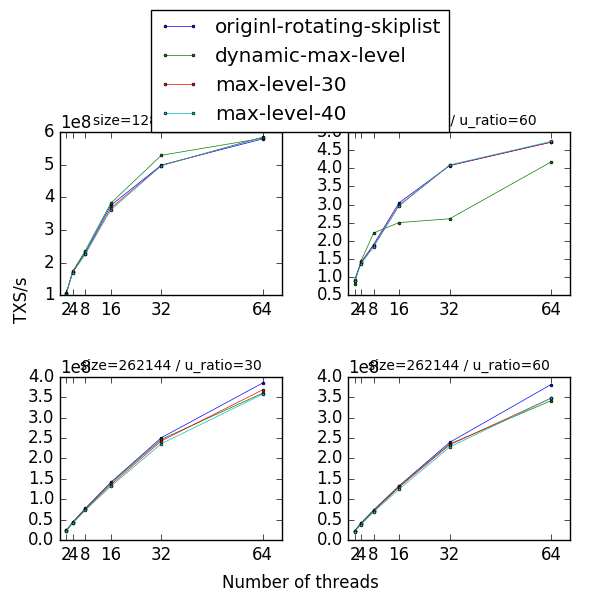 originl-rotating-skiplist
dynamic-max-level
max-level-30
max-level-40
1e8 size=128
/ u_ratio=60
6
5
4
3
2
1
2 4 8 16 32 64
5.0
4.5
4.0
3.5
3.0
2.5
2.0
1.5
1.0
0.5
2 4 8 16 32 64
TXS/s
1e8 size=262144 / u_ratio=30
4.0
3.5
3.0
2.5
2.0
1.5
1.0
0.5
0.0
2 4 8 16 32 64
1e8 size=262144 / u_ratio=60
4.0
3.5
3.0
2.5
2.0
1.5
1.0
0.5
0.0
2 4 8 16 32 64
Number of threads